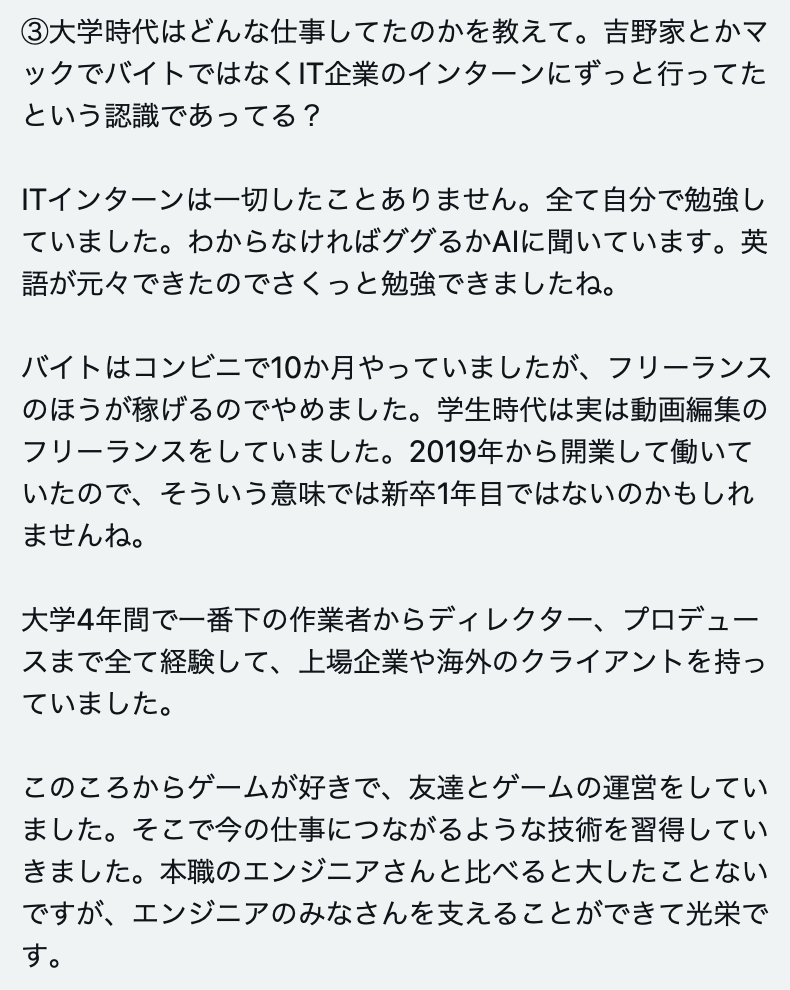 ③大学時代はどんな仕事してたのかを教えて。吉野家とかマ
ックでバイトではなくIT企業のインターンにずっと行ってた
という認識であってる？
ITインターンは一切したことありません。全て自分で勉強し
ていました。わからなければググるかAIに聞いています。英
語が元々できたのでさくっと勉強できましたね。
バイトはコンビニで10か月やっていましたが、フリーランス
のほうが稼げるのでやめました。学生時代は実は動画編集の
フリーランスをしていました。2019年から開業して働いて
いたので、そういう意味では新卒1年目ではないのかもしれ
ませんね。
大学4年間で一番下の作業者からディレクター、プロデュー
スまで全て経験して、上場企業や海外のクライアントを持っ
ていました。
このころからゲームが好きで、友達とゲームの運営をしてい
ました。そこで今の仕事につながるような技術を習得してい
きました。本職のエンジニアさんと比べると大したことない
ですが、エンジニアのみなさんを支えることができて光栄で
す。